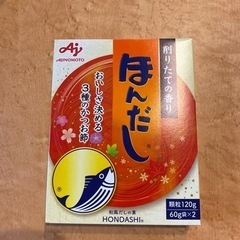 Aj
AJINOMOTO
削りたての香り
ほんだし
おいしさ決める
3種のかつお節
和風だしの素
HONDASHI®
顆粒120g
60g袋×2